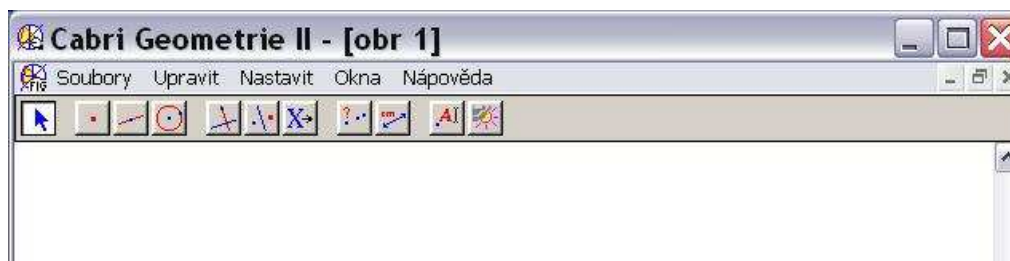 Cabri Geometrie II - [obr 1]
Soubory Upravit Nastavit Okna Nápověda